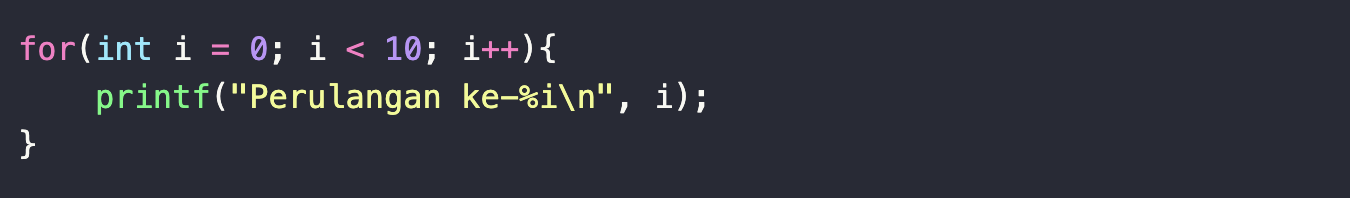 for(int i = 0; i < 10; i++){
    printf("Perulangan ke-%i\n", i);
}